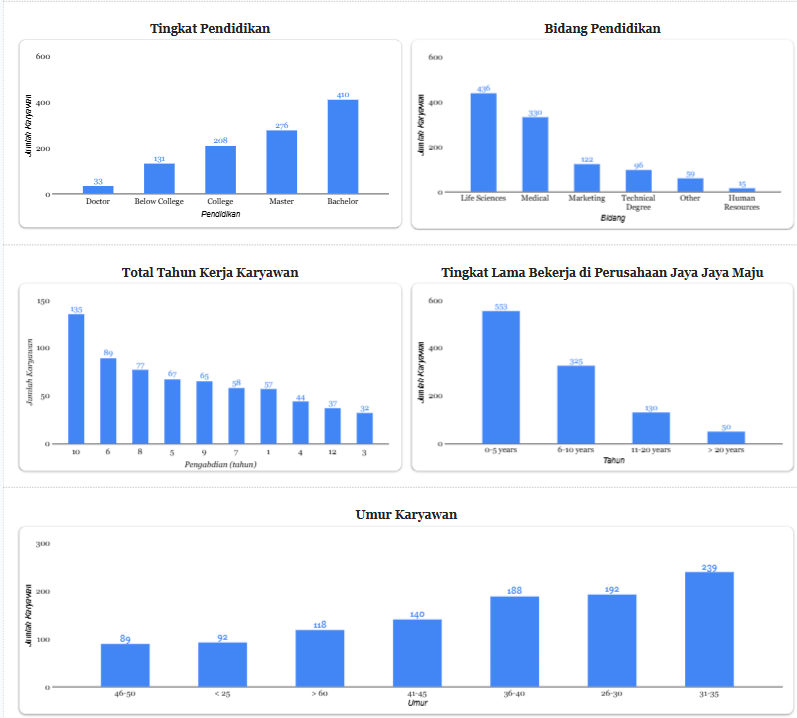 Tingkat Pendidikan
Jumlah Karyawan
600
400
200
0
33
131
208
276
410
Doctor
Below College
College
Master
Bachelor
Pendidikan
Bidang Pendidikan
Jumlah Karyawan
600
400
200
0
436
330
122
96
59
15
Life Sciences
Medical
Marketing
Technical
Degree
Other
Human
Resources
Bidang
Total Tahun Kerja Karyawan
Jumlah Karyawan
150
100
50
0
135
89
77
67
65
58
57
44
37
32
10
6
8
5
9
7
1
4
12
3
Pengabdian (tahun)
Tingkat Lama Bekerja di Perusahaan Jaya Jaya Maju
Jumlah Karyawan
600
400
200
0
553
325
130
50
0-5 years
6-10 years
11-20 years
> 20 years
Tahun
Umur Karyawan
Jumlah Karyawan
300
200
100
0
89
92
118
140
188
192
239
46-50
< 25
> 60
41-45
36-40
26-30
31-35
Umur